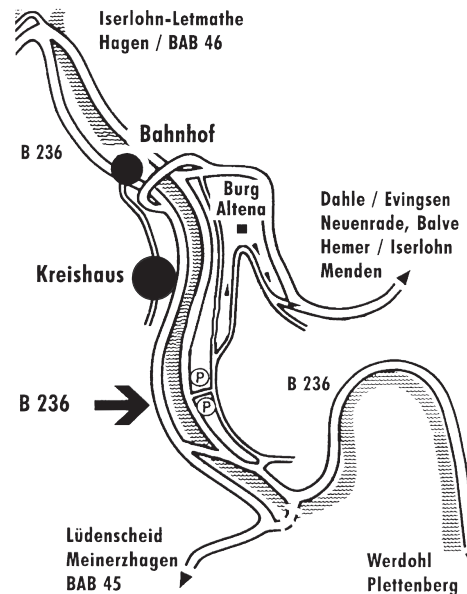 Iserlohn-Letmathe
Hagen / BAB 46
Bahnhof
B 236
Burg
Altena
Dahle / Evingsen
Neuenrade, Balve
Hemer / Iserlohn
Menden
Kreishaus
P
B 236
P
B 236
Lüdenscheid
Meinerzhagen
BAB 45
Werdohl
Plettenberg